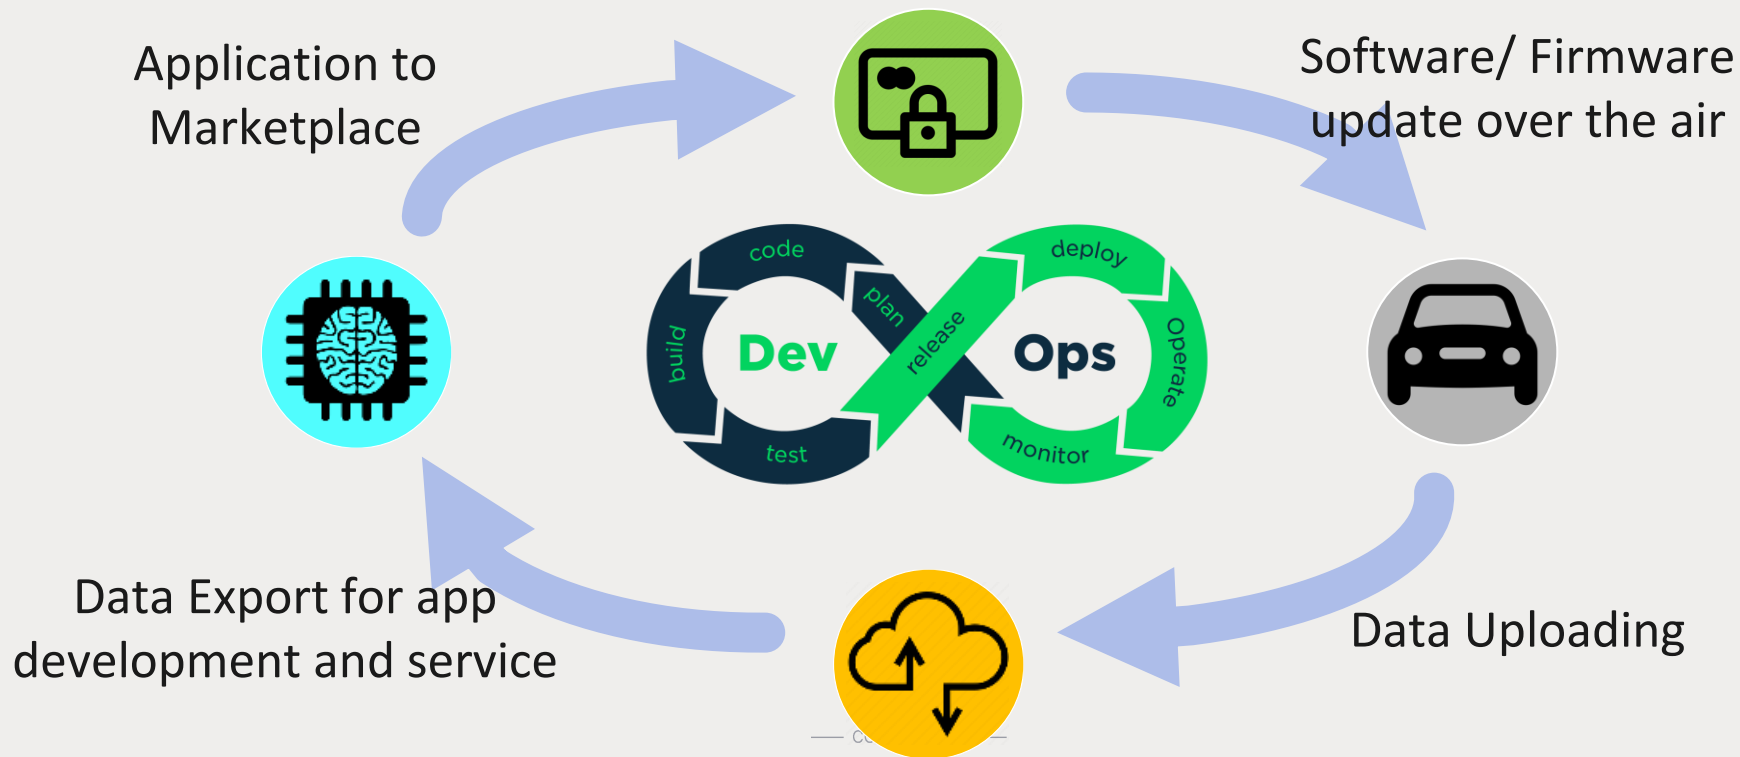 Application to
Marketplace
Software/ Firmware
update over the air
code
plan
build
Dev
test
release
deploy
Ops
Operate
monitor
Data Export for app
development and service
Data Uploading